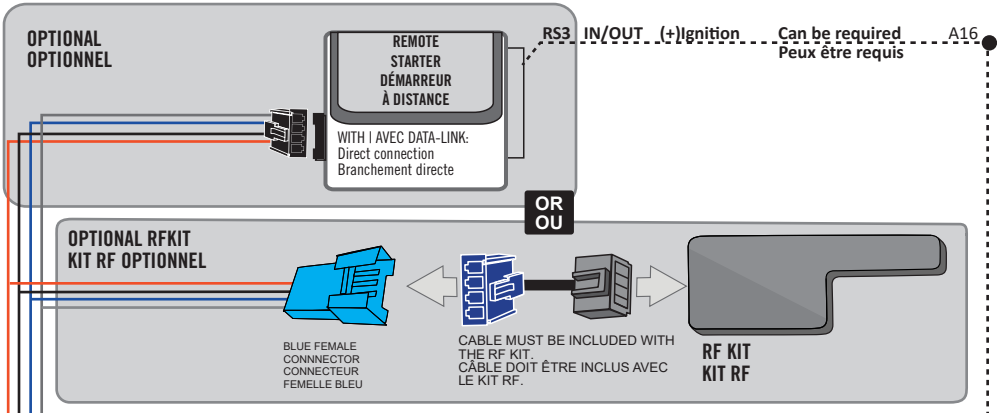 OPTIONAL
OPTIONNEL
REMOTE
STARTER
DÉMARREUR
À DISTANCE
WITH | AVEC DATA-LINK:
Direct connection
Branchement directe
RS3 IN/OUT (+)Ignition Can be required A16
Peux être requis
OR
OU
OPTIONAL RFKIT
KIT RF OPTIONNEL
BLUE FEMALE
CONNNECTOR
CONNECTEUR
FEMELLE BLEU
CABLE MUST BE INCLUDED WITH
THE RF KIT.
CÂBLE DOIT ÊTRE INCLUS AVEC
LE KIT RF.
RF KIT
KIT RF